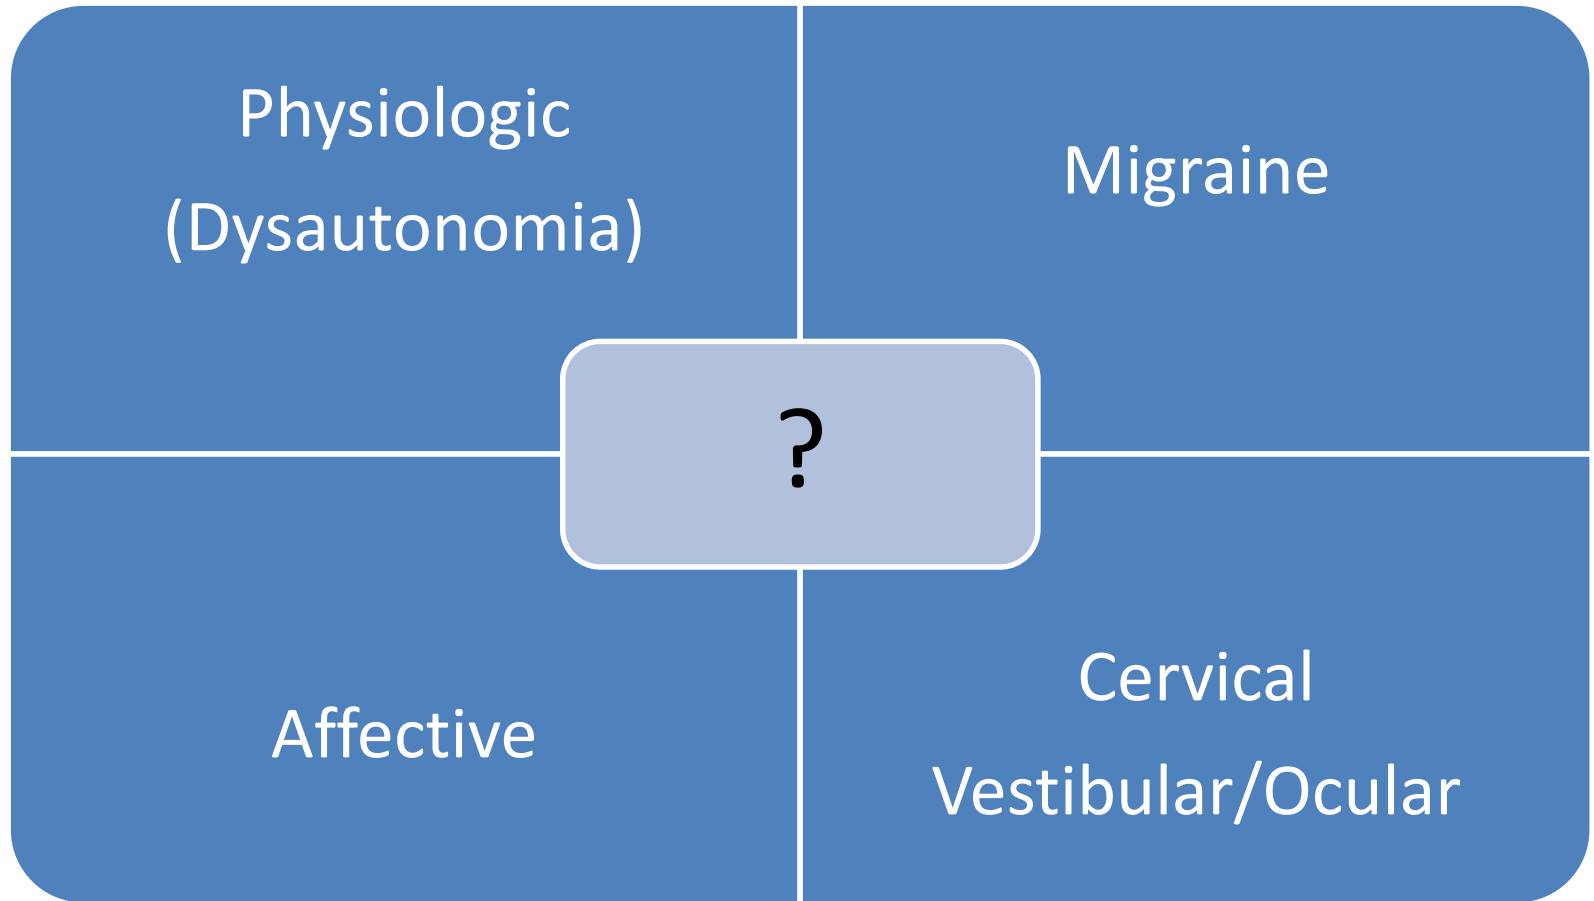 Physiologic
(Dysautonomia)
Migraine
?
Affective
Cervical
Vestibular/Ocular